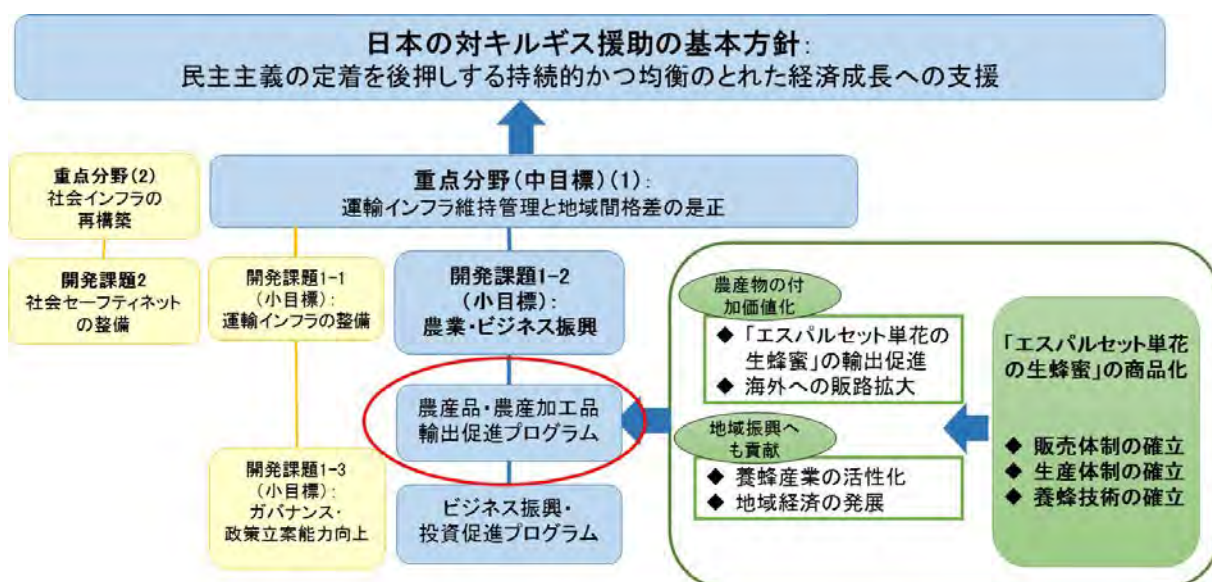 日本の対キルギス援助の基本方針:
民主主義の定着を後押しする持続的かつ均衡のとれた経済成長への支援
重点分野(2)
社会インフラの
再構築
重点分野(中目標)(1):
運輸インフラ維持管理と地域間格差の是正
開発課題2
社会セーフティネット
の整備
開発課題1-1
(小目標):
運輸インフラの整備
開発課題1-2
(小目標):
農業・ビジネス振興
農産品・農産加工品
輸出促進プログラム
開発課題1-3
(小目標):
ガバナンス・
政策立案能力向上
ビジネス振興・
投資促進プログラム
農産物の付
加価値化
◆「エスパルセット単花の
生蜂蜜」の輸出促進
◆ 海外への販路拡大
地域振興へ
も貢献
◆ 養蜂産業の活性化
◆ 地域経済の発展
「エスパルセット単花
の生蜂蜜」の商品化
◆ 販売体制の確立
◆ 生産体制の確立
◆ 養蜂技術の確立